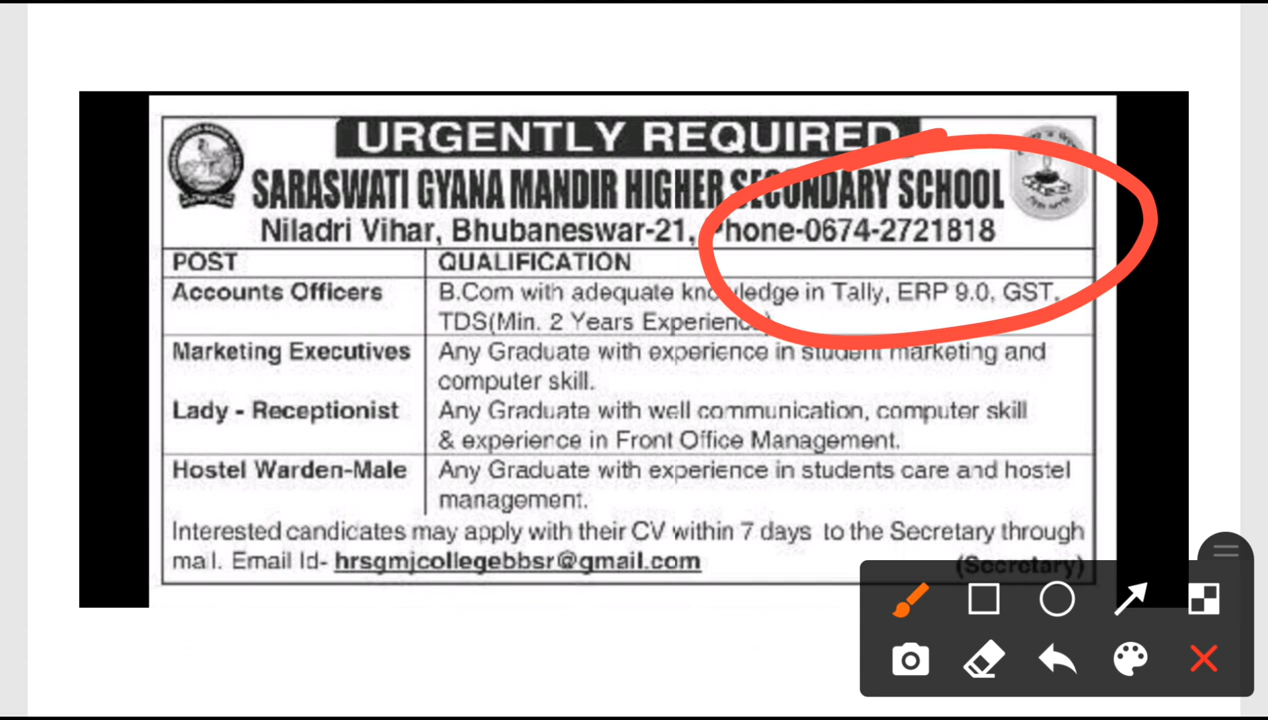 URGENTLY REQUIRED
SARASWATI GYANA MANDIR HIGHER SECONDARY SCHOOL
Niladri Vihar, Bhubaneswar-21, Phone-0674-2721818
POST QUALIFICATION
Accounts Officers B.Com with adequate knowledge in Tally, ERP 9.0, GST,
TDS(Min. 2 Years Experience)
Marketing Executives Any Graduate with experience in student marketing and
computer skill.
Lady - Receptionist Any Graduate with well communication, computer skill
& experience in Front Office Management.
Hostel Warden-Male Any Graduate with experience in students care and hostel
management.
Interested candicates may apply with their CV within 7 days to the Secretary through
mail. Email Id- hrsgmjcollegebbsr@gmail.com (Secretary)